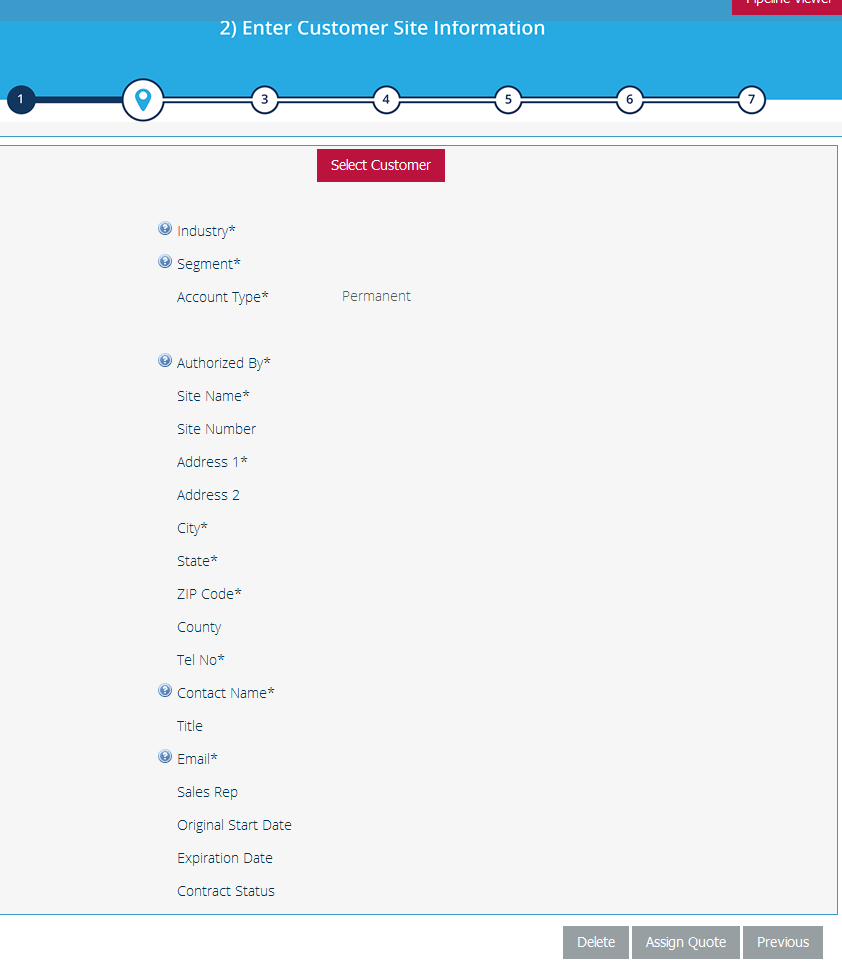 Pipeline Viewer
2) Enter Customer Site Information
1 3 4 5 6 7
Select Customer
Industry*
Segment*
Account Type* Permanent
Authorized By*
Site Name*
Site Number
Address 1*
Address 2
City*
State*
ZIP Code*
County
Tel No*
Contact Name*
Title
Email*
Sales Rep
Original Start Date
Expiration Date
Contract Status
Delete Assign Quote Previous